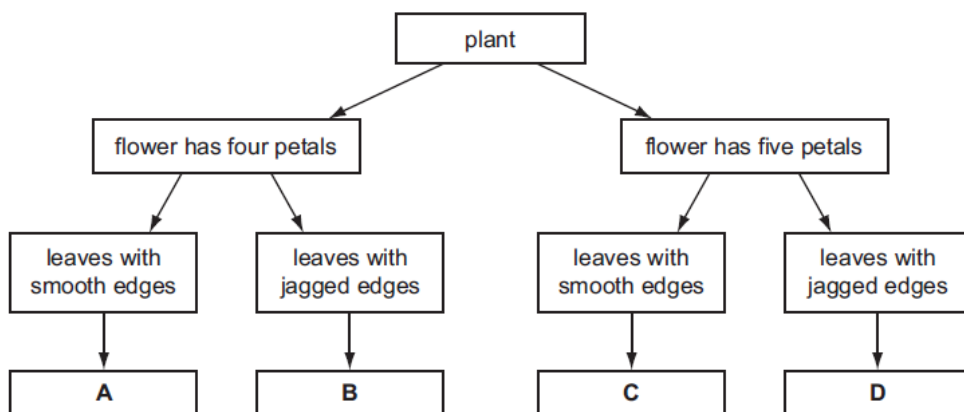 plant
flower has four petals
flower has five petals
leaves with
smooth edges
leaves with
jagged edges
leaves with
smooth edges
leaves with
jagged edges
A
B
C
D